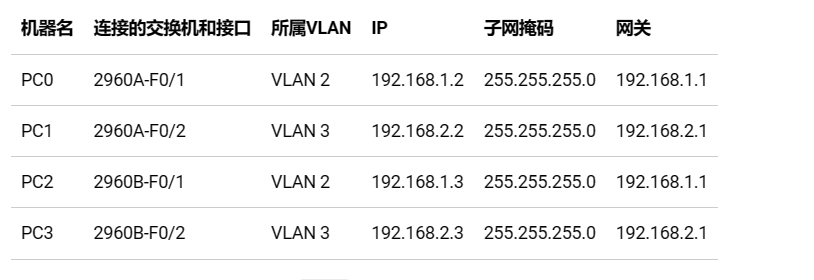 机器名 连接的交换机和接口 所属VLAN IP 子网掩码 网关
PC0 2960A-F0/1 VLAN 2 192.168.1.2 255.255.255.0 192.168.1.1
PC1 2960A-F0/2 VLAN 3 192.168.2.2 255.255.255.0 192.168.2.1
PC2 2960B-F0/1 VLAN 2 192.168.1.3 255.255.255.0 192.168.1.1
PC3 2960B-F0/2 VLAN 3 192.168.2.3 255.255.255.0 192.168.2.1